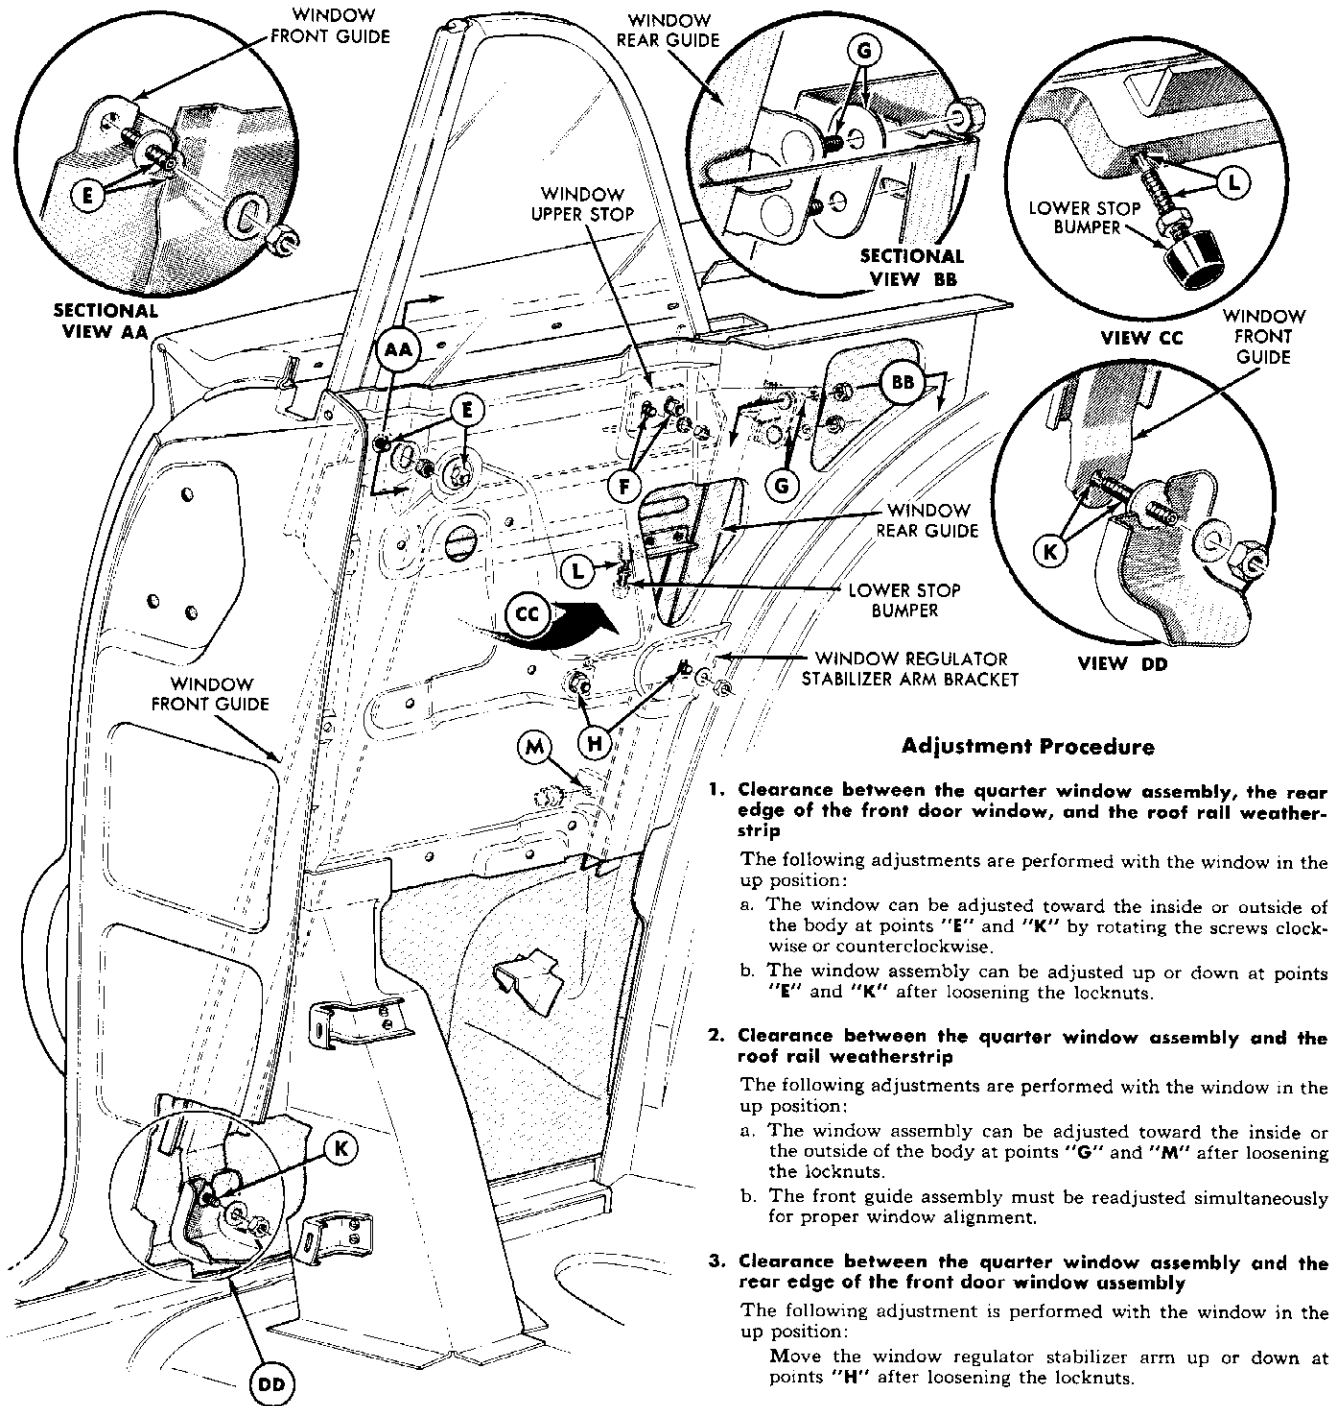 WINDOW
FRONT GUIDE
E
SECTIONAL
VIEW AA
WINDOW
REAR GUIDE
G
SECTIONAL
VIEW BB
L
LOWER STOP
BUMPER
VIEW CC
WINDOW
UPPER STOP
WINDOW
FRONT
GUIDE
K
VIEW DD
AA
E
F
BB
G
WINDOW
REAR GUIDE
L
LOWER STOP
BUMPER
CC
WINDOW REGULATOR
STABILIZER ARM BRACKET
H
M
WINDOW
FRONT GUIDE
K
DD
Adjustment Procedure
1. Clearance between the quarter window assembly, the rear
edge of the front door window, and the roof rail weather-
strip
The following adjustments are performed with the window in the
up position:
a. The window can be adjusted toward the inside or outside of
the body at points "E" and "K" by rotating the screws clock-
wise or counterclockwise.
b. The window assembly can be adjusted up or down at points
"E" and "K" after loosening the locknuts.
2. Clearance between the quarter window assembly and the
roof rail weatherstrip
The following adjustments are performed with the window in the
up position:
a. The window assembly can be adjusted toward the inside or
the outside of the body at points "G" and "M" after loosening
the locknuts.
b. The front guide assembly must be readjusted simultaneously
for proper window alignment.
3. Clearance between the quarter window assembly and the
rear edge of the front door window assembly
The following adjustment is performed with the window in the
up position:
Move the window regulator stabilizer arm up or down at
points "H" after loosening the locknuts.